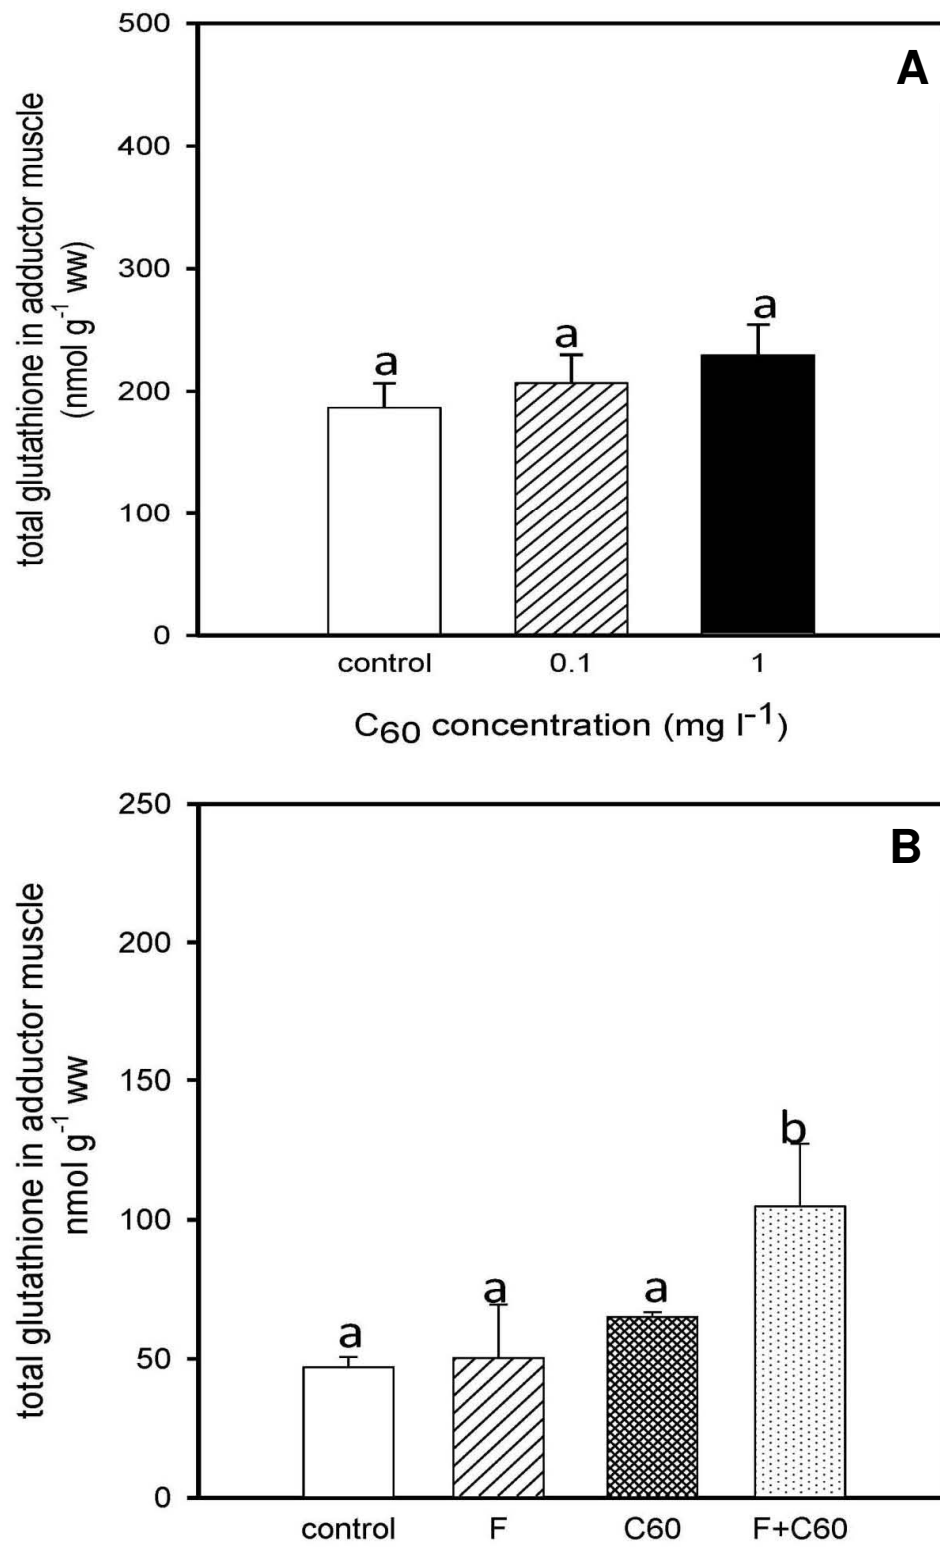 A
total glutathione in adductor muscle
(nmol g⁻¹ ww)
500
400
300
200
100
0
a
a
a
control 0.1 1
C₆₀ concentration (mg l⁻¹)
B
total glutathione in adductor muscle
nmol g⁻¹ ww
250
200
150
100
50
0
a
a
a
b
control F C60 F+C60